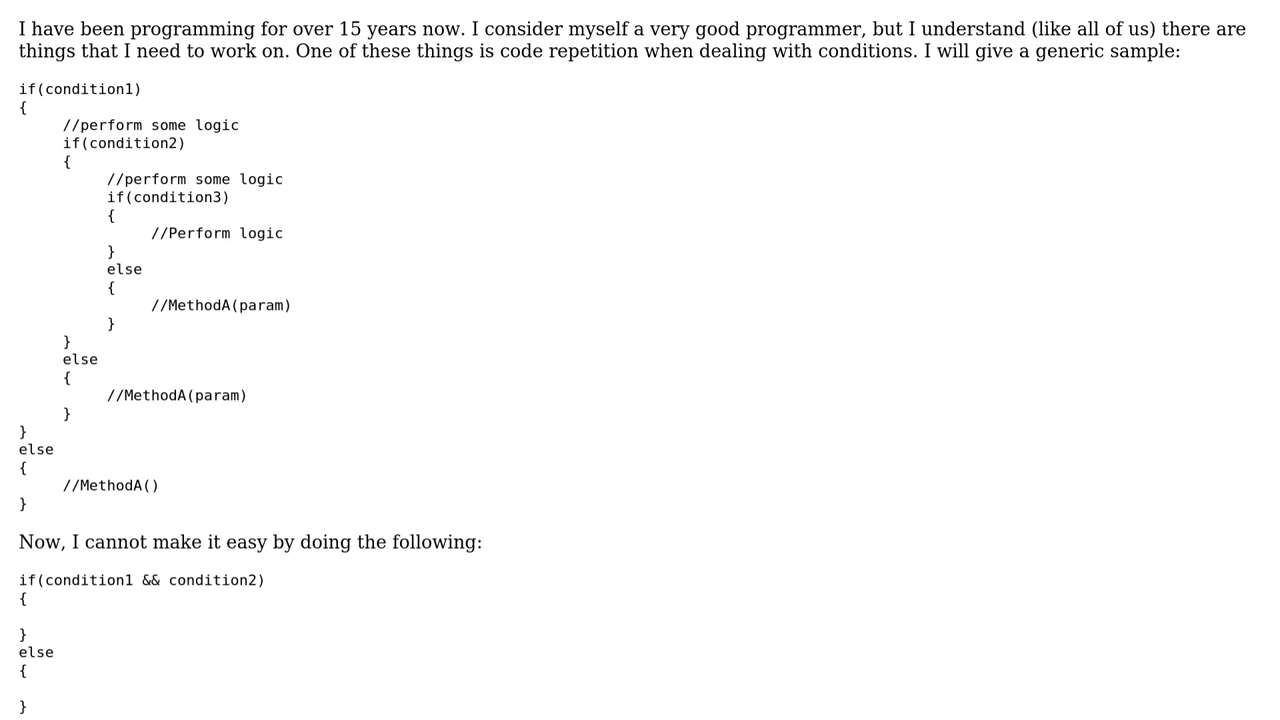 I have been programming for over 15 years now. I consider myself a very good programmer, but I understand (like all of us) there are
things that I need to work on. One of these things is code repetition when dealing with conditions. I will give a generic sample:
if(condition1)
{
     //perform some logic
     if(condition2)
     {
          //perform some logic
          if(condition3)
          {
               //Perform logic
          }
          else
          {
               //MethodA(param)
          }
     }
     else
     {
          //MethodA(param)
     }
}
else
{
     //MethodA()
}
Now, I cannot make it easy by doing the following:
if(condition1 && condition2)
{
}
else
{
}